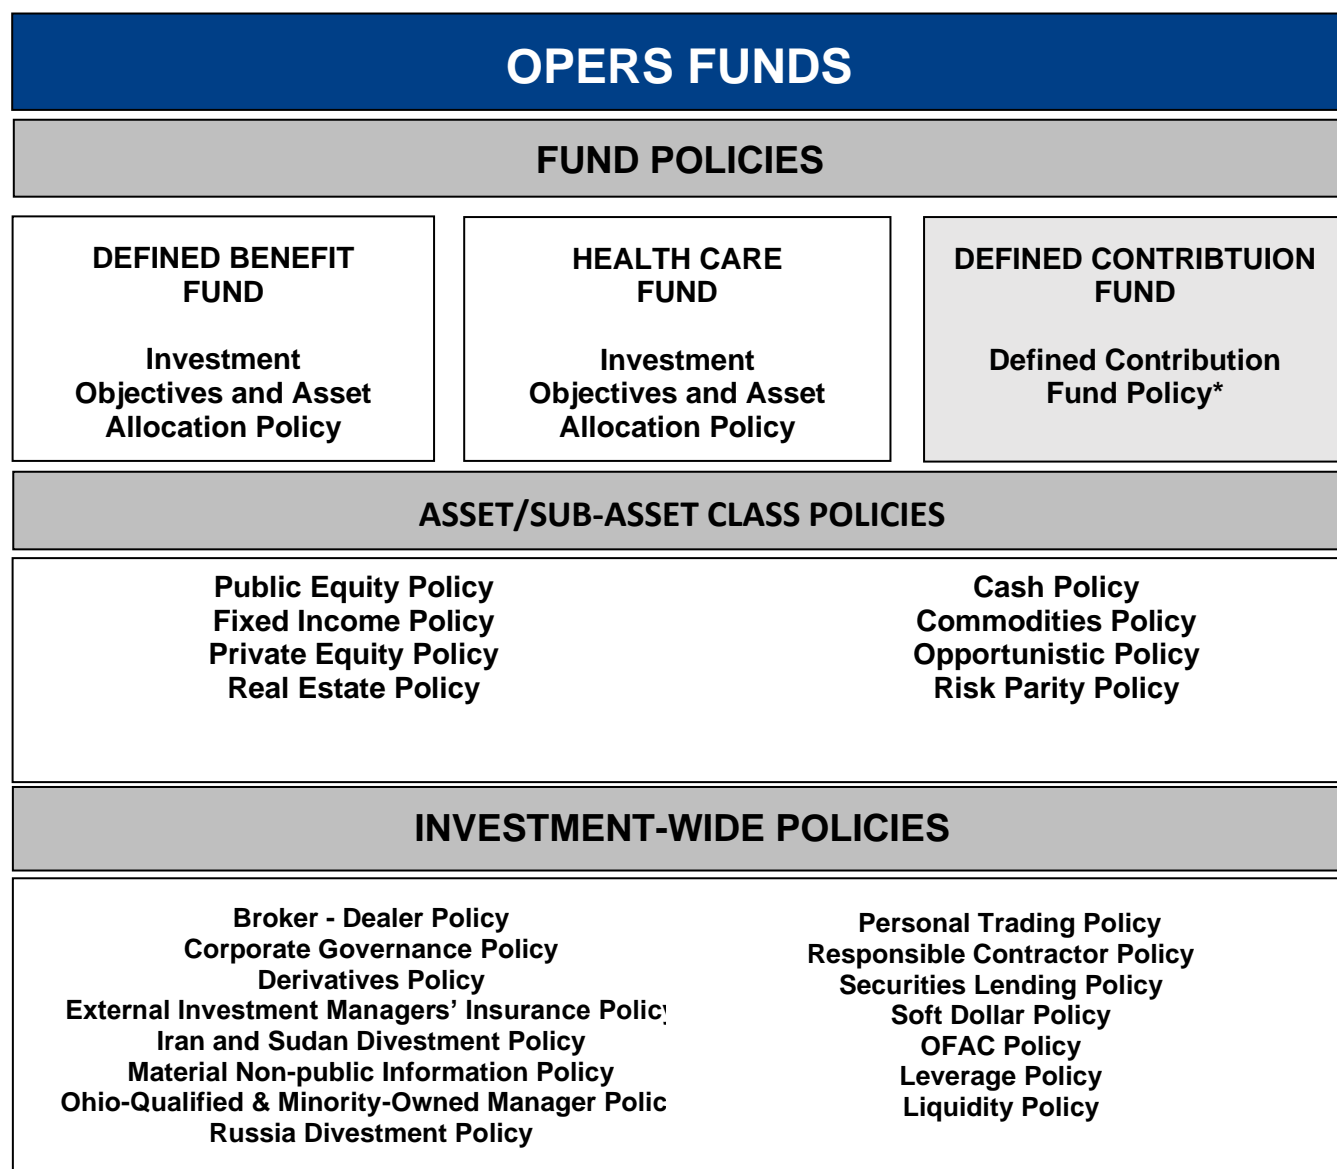 OPERS FUNDS
FUND POLICIES
DEFINED BENEFIT
FUND
Investment
Objectives and Asset
Allocation Policy
HEALTH CARE
FUND
Investment
Objectives and Asset
Allocation Policy
DEFINED CONTRIBTUION
FUND
Defined Contribution
Fund Policy*
ASSET/SUB-ASSET CLASS POLICIES
Public Equity Policy
Fixed Income Policy
Private Equity Policy
Real Estate Policy
Cash Policy
Commodities Policy
Opportunistic Policy
Risk Parity Policy
INVESTMENT-WIDE POLICIES
Broker - Dealer Policy
Corporate Governance Policy
Derivatives Policy
External Investment Managers’ Insurance Policy
Iran and Sudan Divestment Policy
Material Non-public Information Policy
Ohio-Qualified & Minority-Owned Manager Polic
Russia Divestment Policy
Personal Trading Policy
Responsible Contractor Policy
Securities Lending Policy
Soft Dollar Policy
OFAC Policy
Leverage Policy
Liquidity Policy